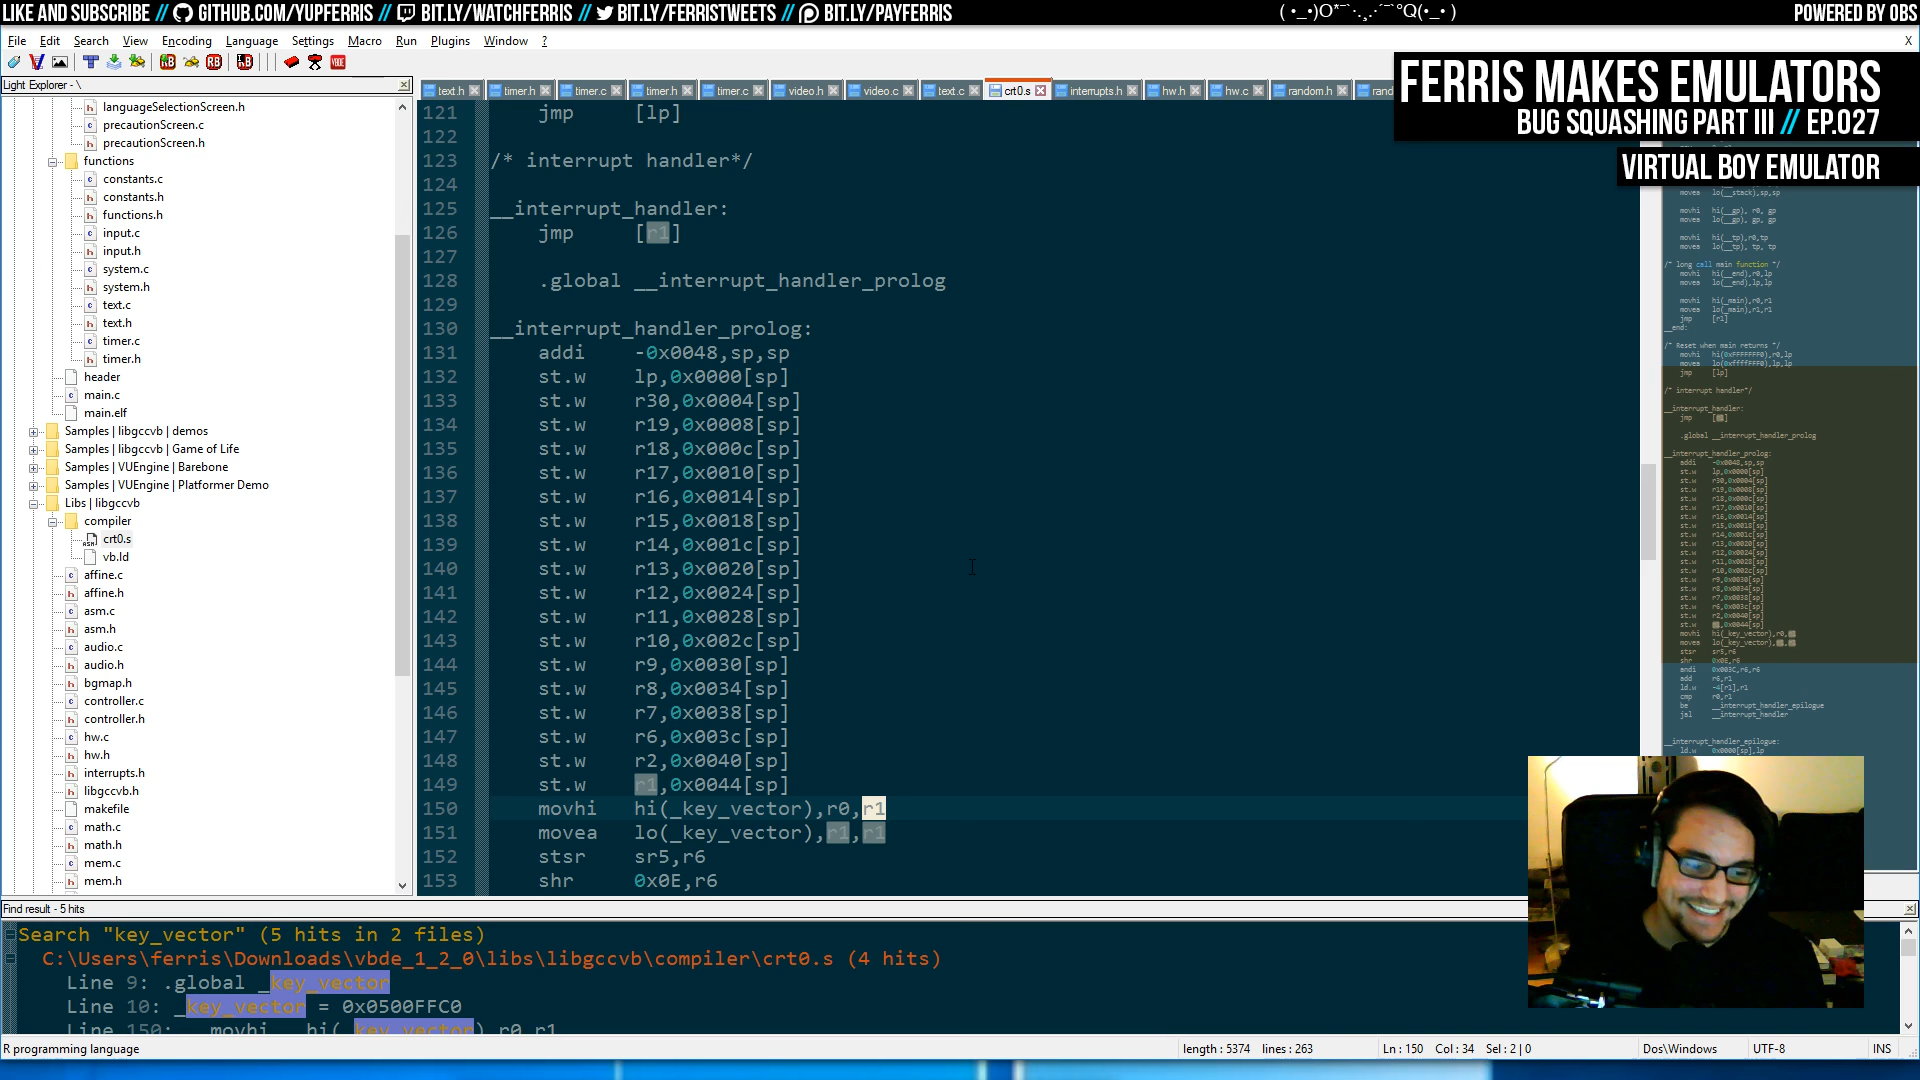 LIKE AND SUBSCRIBE // GITHUB.COM/YUPFERRIS // BIT.LY/WATCHFERRIS // BIT.LY/FERRISTWEETS // BIT.LY/PAYFERRIS
POWERED BY OBS
File Edit Search View Encoding Language Settings Macro Run Plugins Window ? X
FERRIS MAKES EMULATORS
BUG SQUASHING PART III // EP.027
VIRTUAL BOY EMULATOR
Light Explorer - \
languageSelectionScreen.h
precautionScreen.c
precautionScreen.h
functions
constants.c
constants.h
functions.h
input.c
input.h
system.c
system.h
text.c
text.h
timer.c
timer.h
header
main.c
main.elf
Samples | libgccvb | demos
Samples | libgccvb | Game of Life
Samples | VUEngine | Barebone
Samples | VUEngine | Platformer Demo
Libs | libgccvb
compiler
crt0.s
vb.ld
affine.c
affine.h
asm.c
asm.h
audio.c
audio.h
bgmap.h
controller.c
controller.h
hw.c
hw.h
interrupts.h
libgccvb.h
makefile
math.c
math.h
mem.c
mem.h
text.h timer.h timer.c timer.h timer.c video.h video.c text.c crt0.s interrupts.h hw.h hw.c random.h
121 jmp [lp]
122
123 /* interrupt handler*/
124
125 __interrupt_handler:
126 jmp [r1]
127
128 .global __interrupt_handler_prolog
129
130 __interrupt_handler_prolog:
131 addi -0x0048,sp,sp
132 st.w lp,0x0000[sp]
133 st.w r30,0x0004[sp]
134 st.w r19,0x0008[sp]
135 st.w r18,0x000c[sp]
136 st.w r17,0x0010[sp]
137 st.w r16,0x0014[sp]
138 st.w r15,0x0018[sp]
139 st.w r14,0x001c[sp]
140 st.w r13,0x0020[sp]
141 st.w r12,0x0024[sp]
142 st.w r11,0x0028[sp]
143 st.w r10,0x002c[sp]
144 st.w r9,0x0030[sp]
145 st.w r8,0x0034[sp]
146 st.w r7,0x0038[sp]
147 st.w r6,0x003c[sp]
148 st.w r2,0x0040[sp]
149 st.w r1,0x0044[sp]
150 movhi hi(_key_vector),r0,r1
151 movea lo(_key_vector),r1,r1
152 stsr sr5,r6
153 shr 0x0E,r6
Find result - 5 hits
Search "key_vector" (5 hits in 2 files)
C:\Users\ferris\Downloads\vbde_1_2_0\libs\libgccvb\compiler\crt0.s (4 hits)
Line 9: .global _key_vector
Line 10: _key_vector = 0x0500FFC0
Line 150: movhi hi(_key_vector),r0,r1
R programming language
length : 5374 lines : 263
Ln : 150 Col : 34 Sel : 2 | 0
Dos\Windows
UTF-8
INS